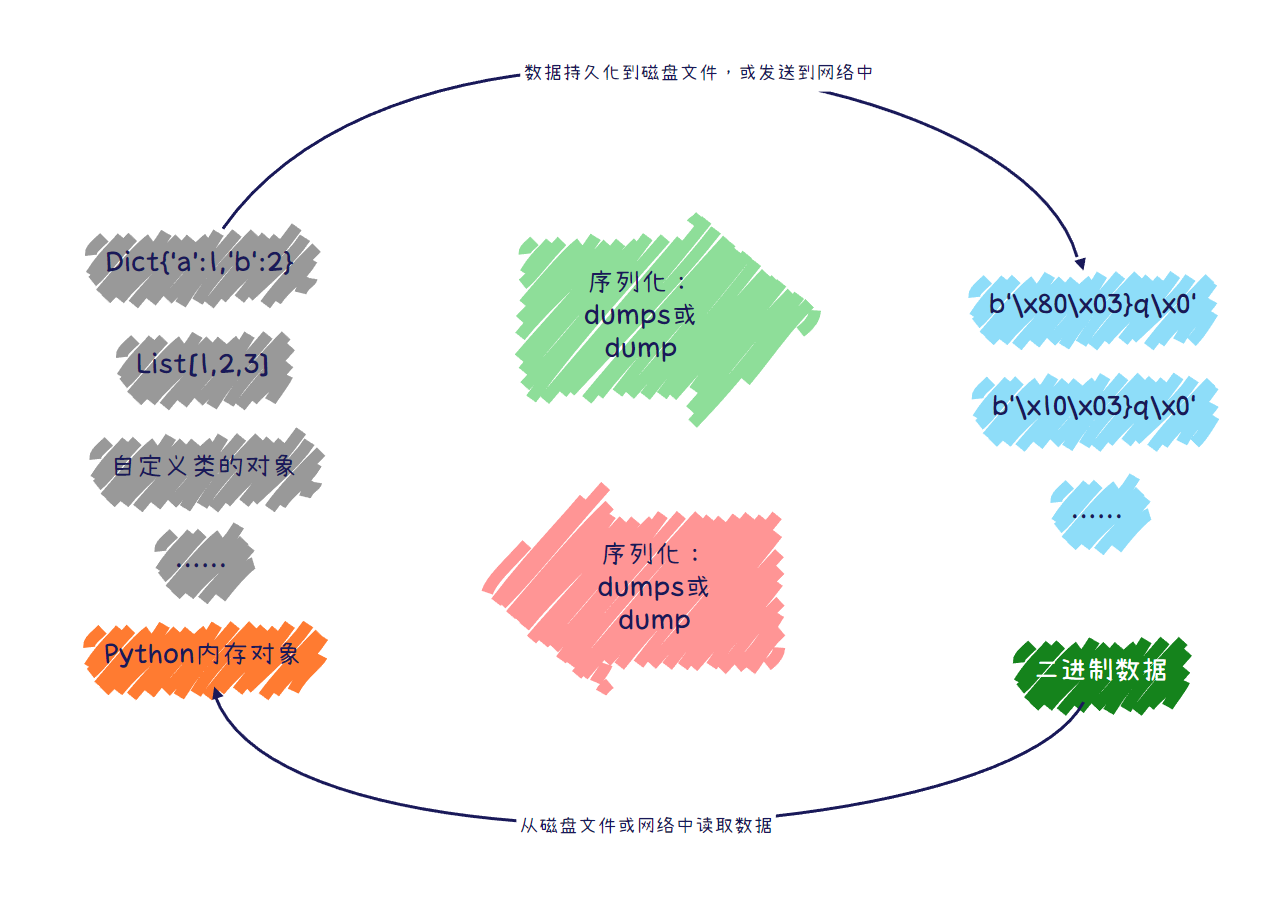 数据持久化到磁盘文件，或发送到网络中
Dict{'a':1,'b':2}
List[1,2,3]
自定义类的对象
......
Python内存对象
序列化：
dumps或
dump
序列化：
dumps或
dump
b'\x80\x03}q\x0'
b'\x10\x03}q\x0'
......
二进制数据
从磁盘文件或网络中读取数据